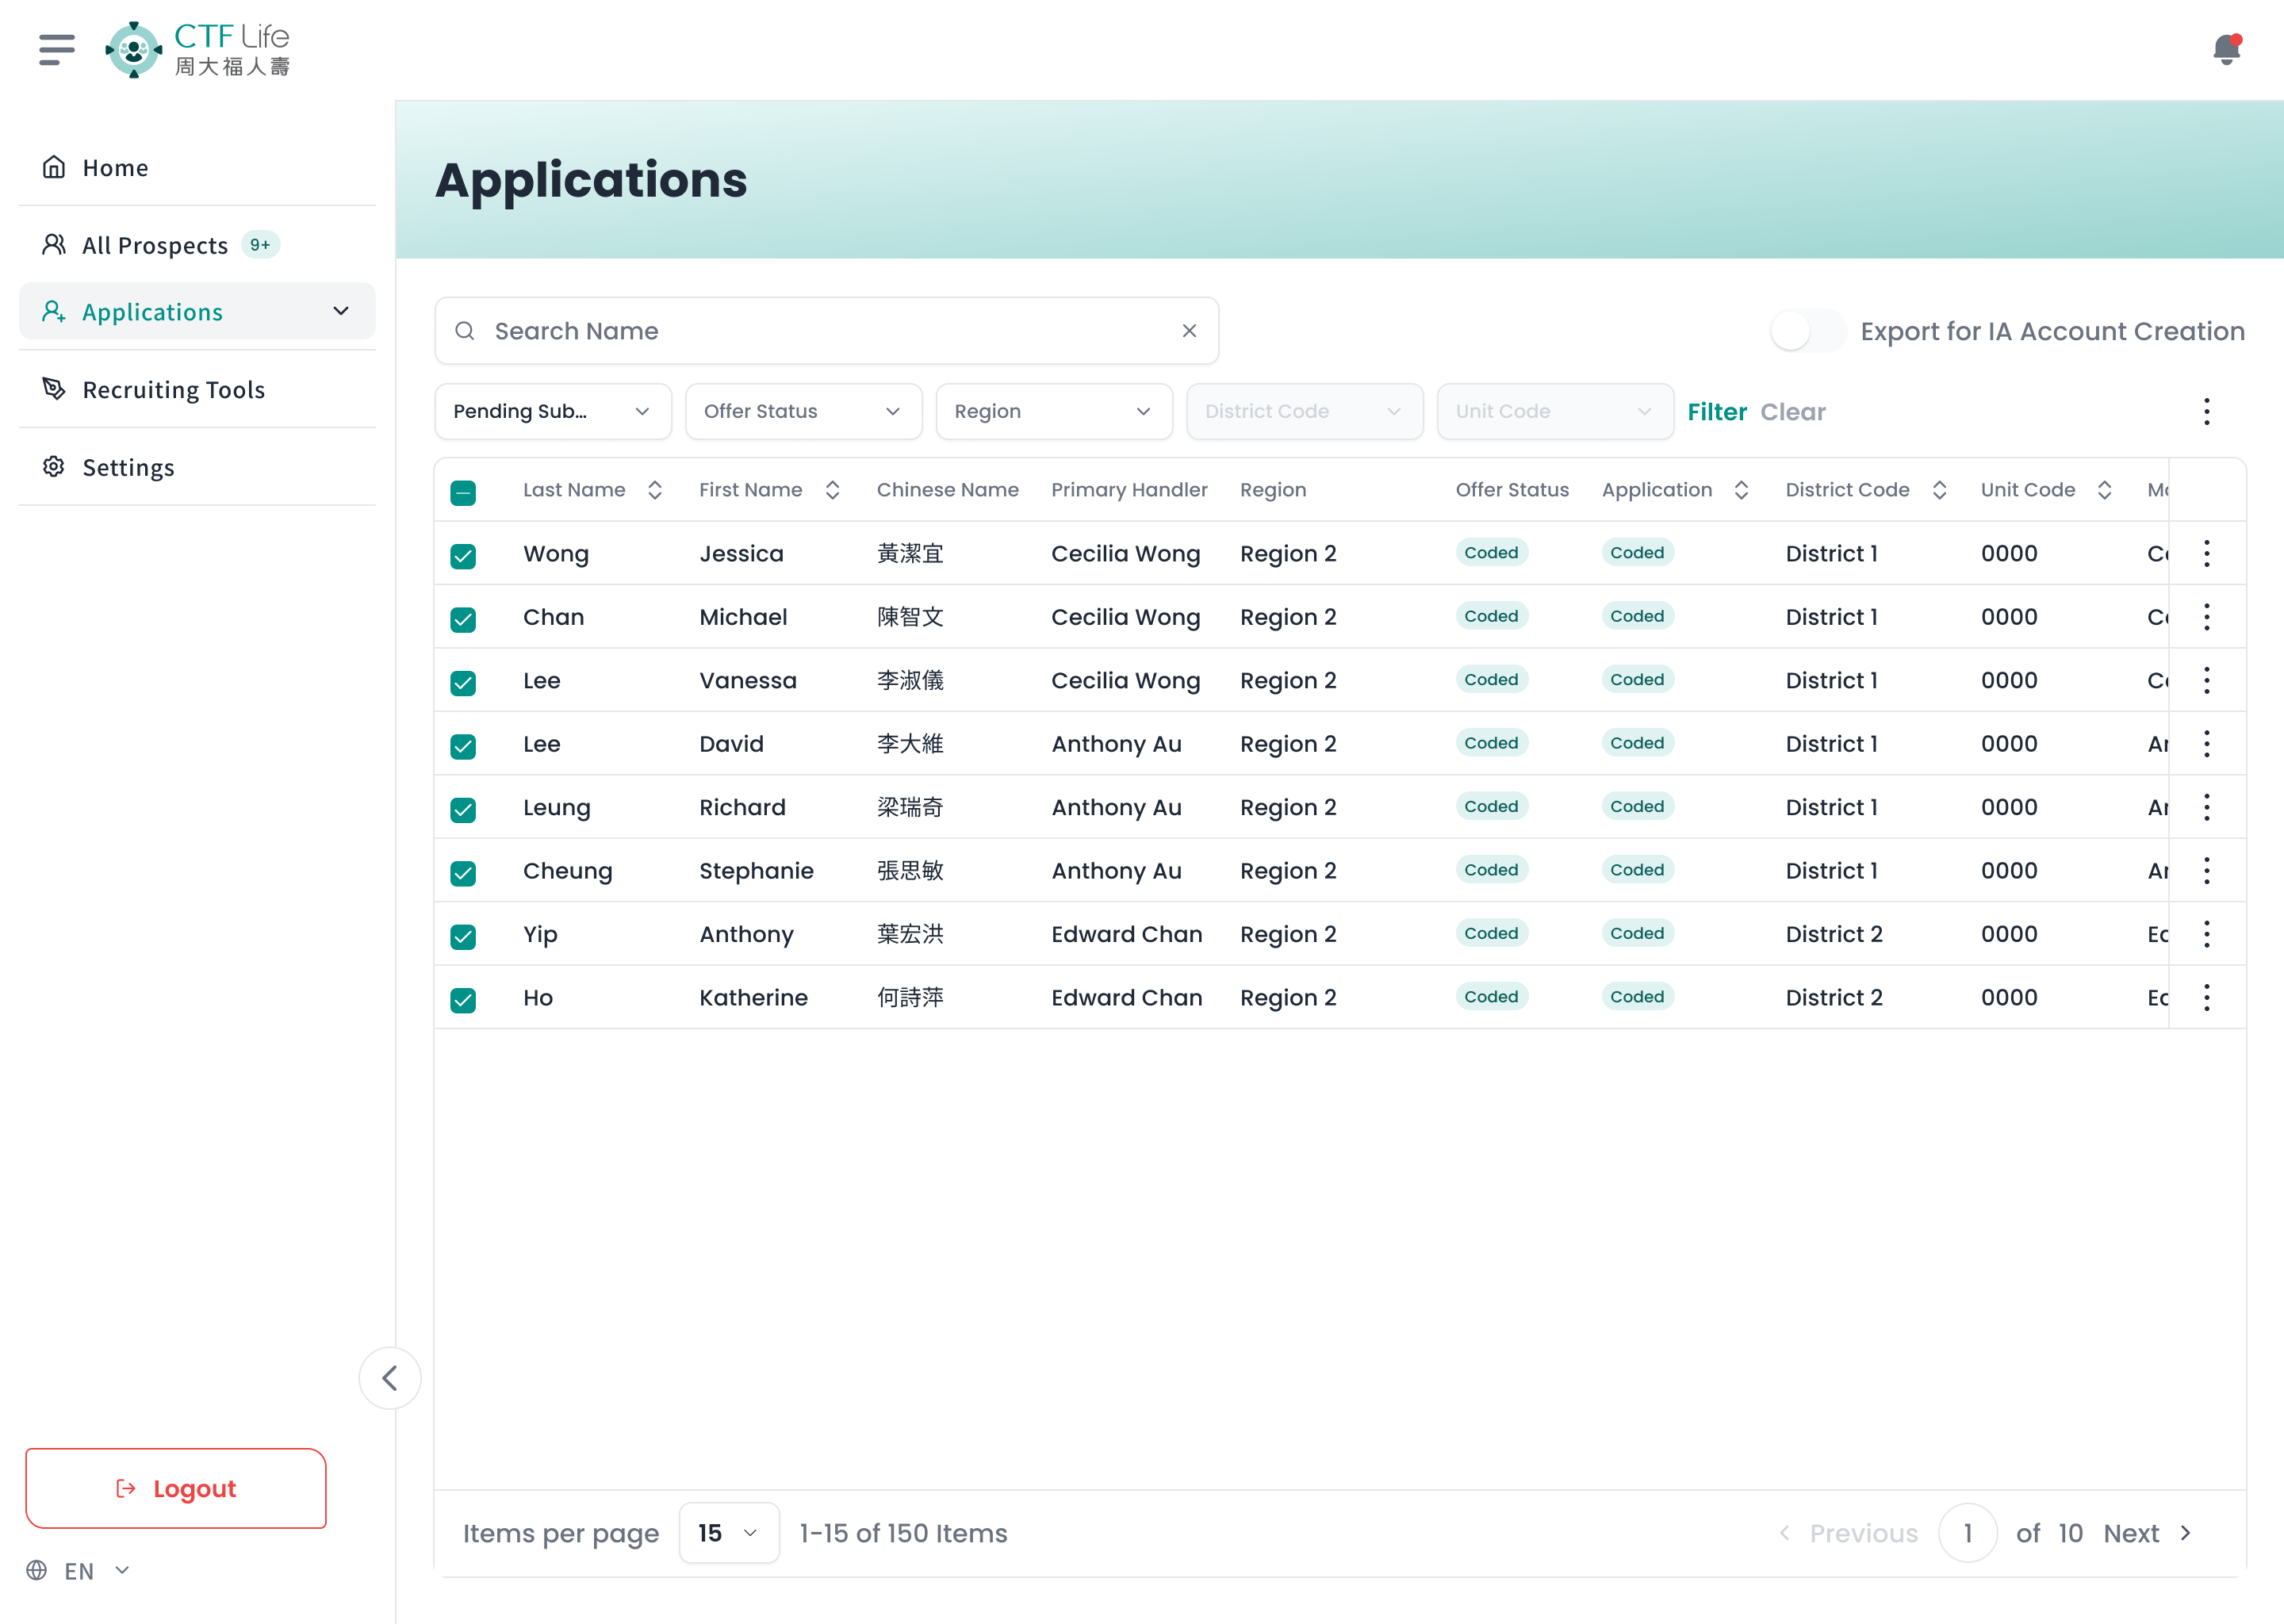 CTF Life
周大福人壽
Home
All Prospects 9+
Applications
Recruiting Tools
Settings
Logout
EN
Applications
Search Name
Export for IA Account Creation
Pending Sub... Offer Status Region District Code Unit Code Filter Clear
Last Name First Name Chinese Name Primary Handler Region Offer Status Application District Code Unit Code
Wong Jessica 黃潔宜 Cecilia Wong Region 2 Coded Coded District 1 0000
Chan Michael 陳智文 Cecilia Wong Region 2 Coded Coded District 1 0000
Lee Vanessa 李淑儀 Cecilia Wong Region 2 Coded Coded District 1 0000
Lee David 李大維 Anthony Au Region 2 Coded Coded District 1 0000
Leung Richard 梁瑞奇 Anthony Au Region 2 Coded Coded District 1 0000
Cheung Stephanie 張思敏 Anthony Au Region 2 Coded Coded District 1 0000
Yip Anthony 葉宏洪 Edward Chan Region 2 Coded Coded District 2 0000
Ho Katherine 何詩萍 Edward Chan Region 2 Coded Coded District 2 0000
Items per page 15 1-15 of 150 Items Previous 1 of 10 Next